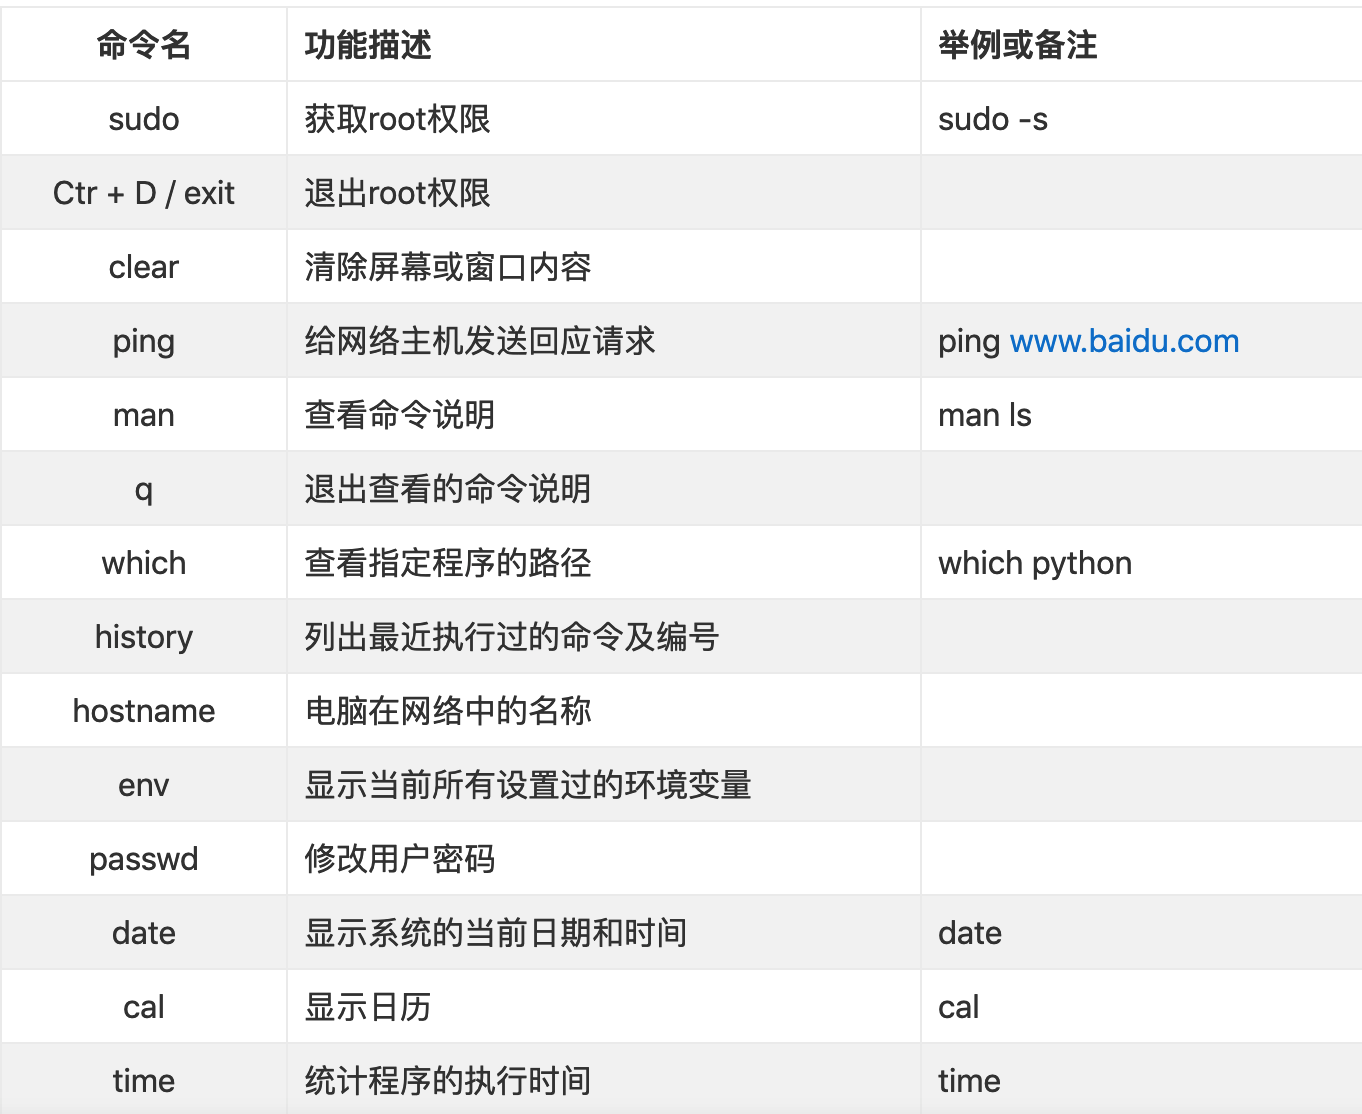 命令名 功能描述 举例或备注
sudo 获取root权限 sudo -s
Ctr + D / exit 退出root权限
clear 清除屏幕或窗口内容
ping 给网络主机发送回应请求 ping www.baidu.com
man 查看命令说明 man ls
q 退出查看的命令说明
which 查看指定程序的路径 which python
history 列出最近执行过的命令及编号
hostname 电脑在网络中的名称
env 显示当前所有设置过的环境变量
passwd 修改用户密码
date 显示系统的当前日期和时间 date
cal 显示日历 cal
time 统计程序的执行时间 time